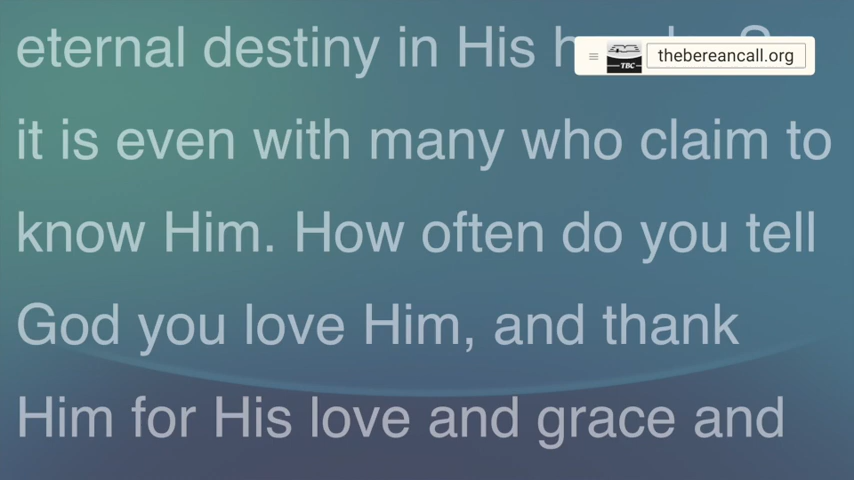 eternal destiny in His
thebereancall.org
TBC
it is even with many who claim to
know Him. How often do you tell
God you love Him, and thank
Him for His love and grace and